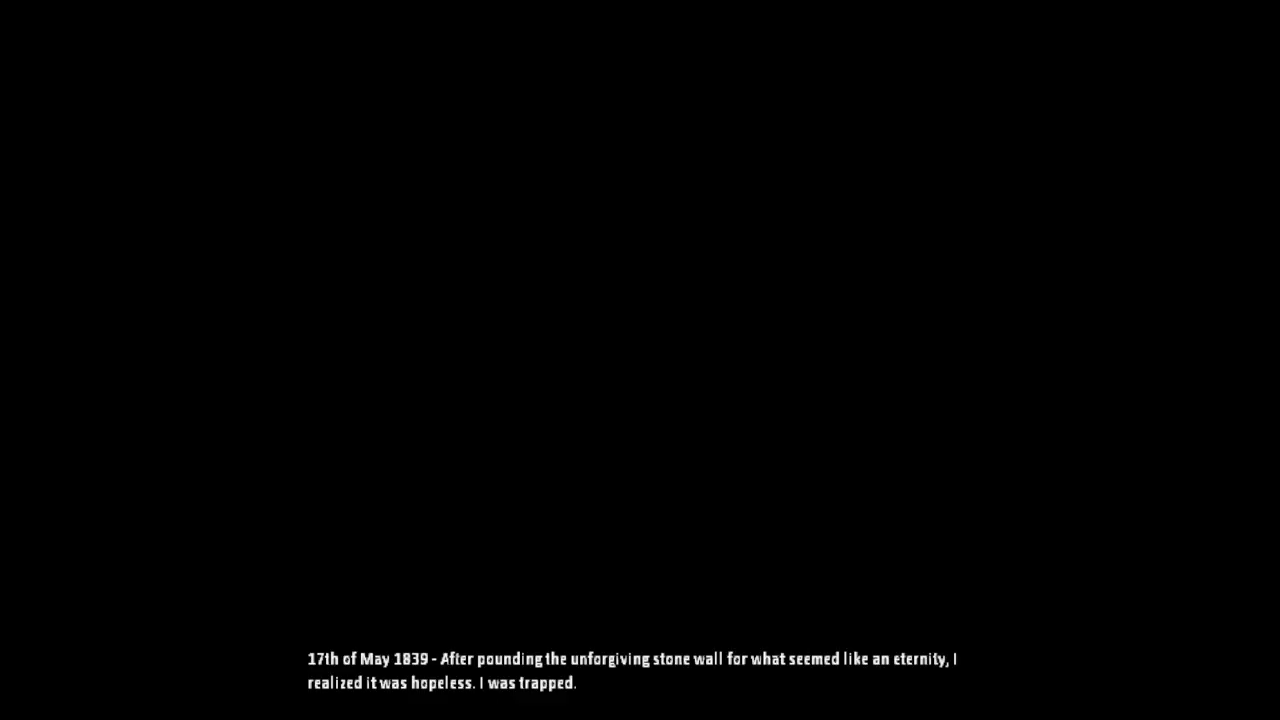 17th of May 1839 - After pounding the unforgiving stone wall for what seemed like an eternity, I
realized it was hopeless. I was trapped.